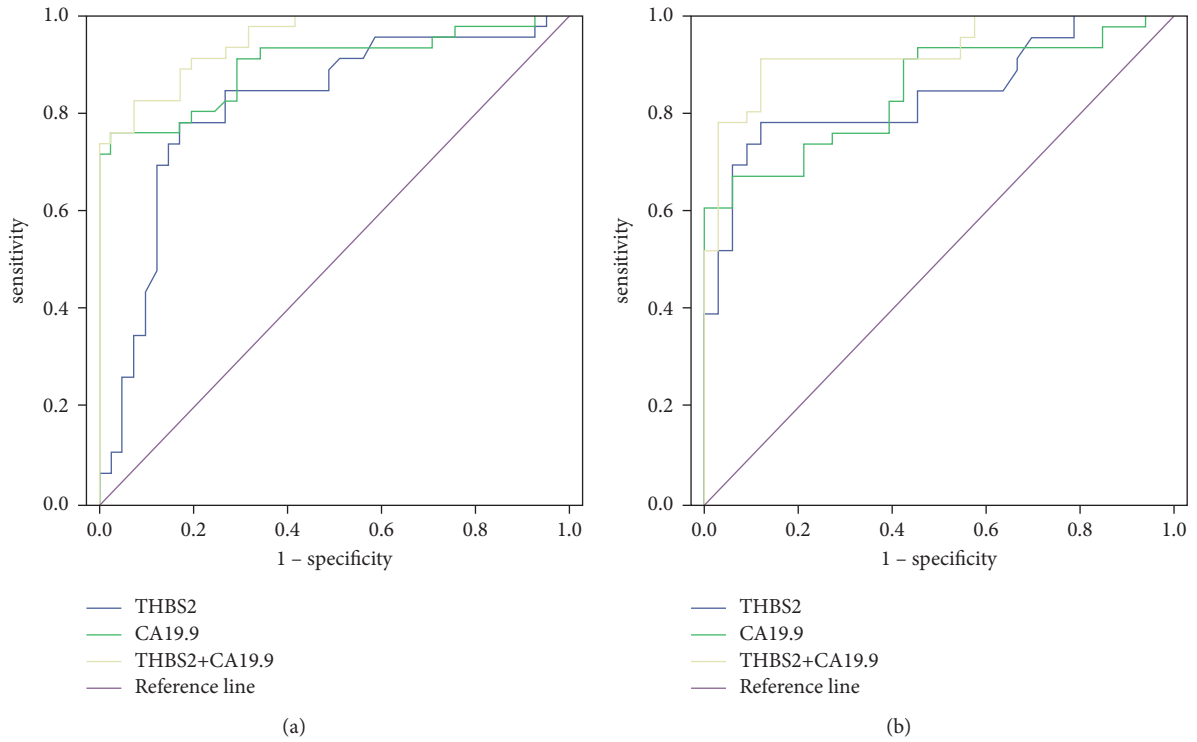 1.0
0.8
0.6
0.4
0.2
0.0
sensitivity
0.0 0.2 0.4 0.6 0.8 1.0
1 – specificity
THBS2
CA19.9
THBS2+CA19.9
Reference line
(a)
1.0
0.8
0.6
0.4
0.2
0.0
sensitivity
0.0 0.2 0.4 0.6 0.8 1.0
1 – specificity
THBS2
CA19.9
THBS2+CA19.9
Reference line
(b)